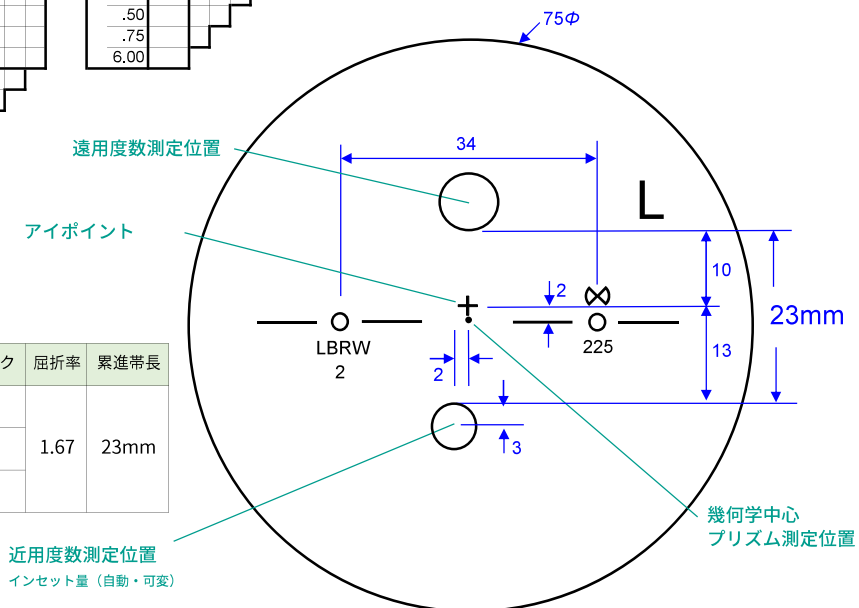 .50
.75
6.00
75Φ
遠用度数測定位置
34
L
アイポイント
10
2
23mm
LBRW
2
225
13
2
ク
屈折率
累進帯長
1.67
23mm
3
近用度数測定位置
インセット量（自動・可変）
幾何学中心
プリズム測定位置